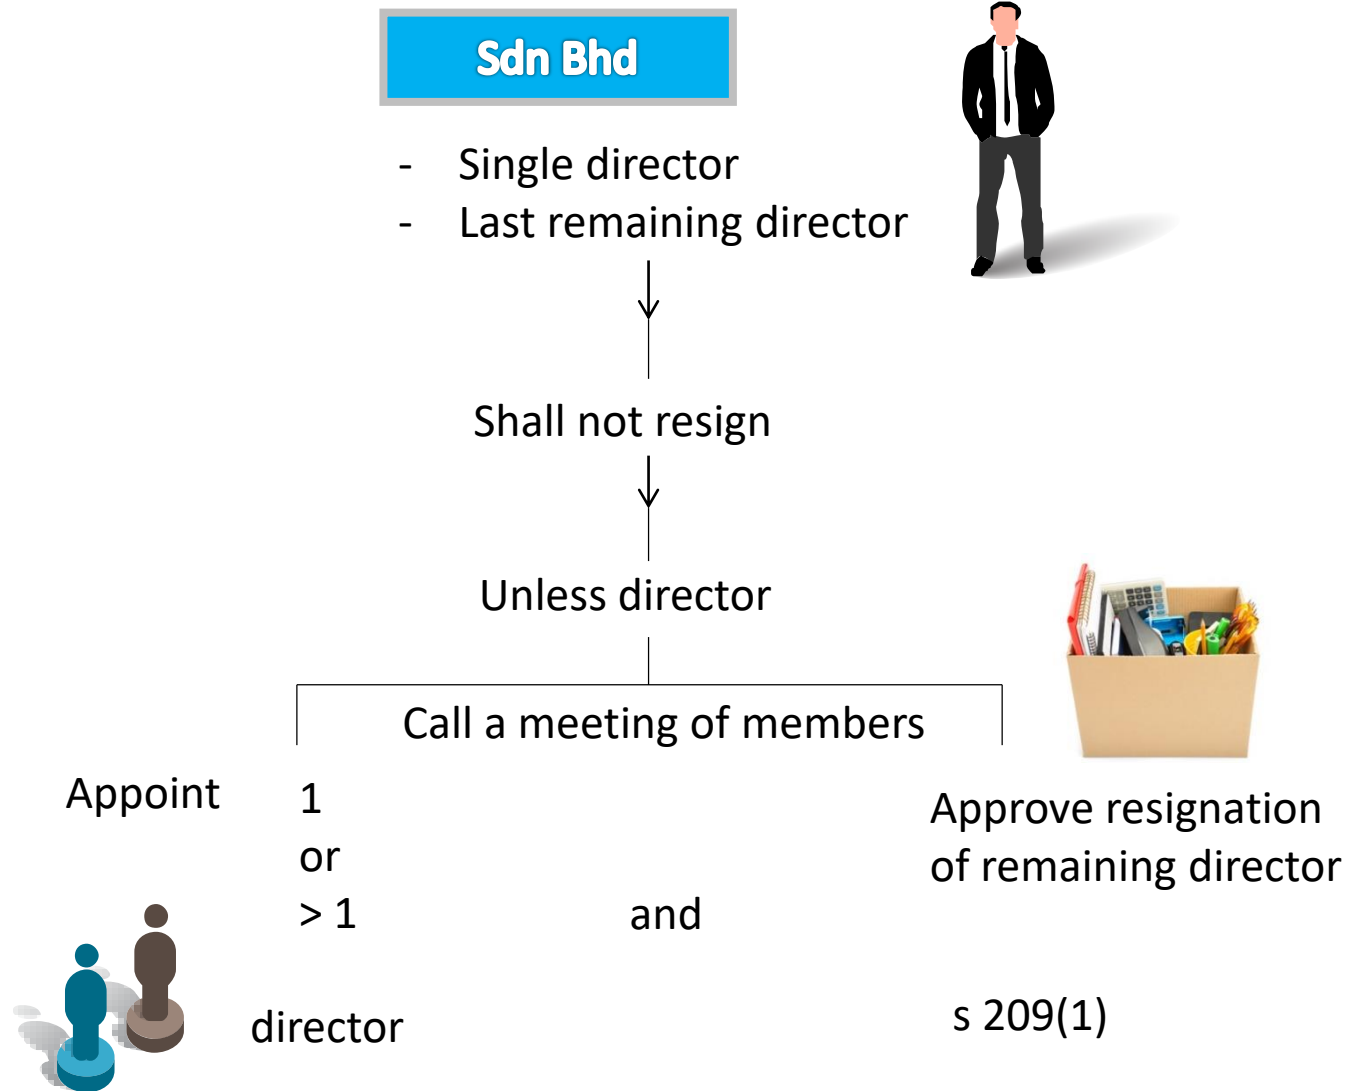 Sdn Bhd
- Single director
- Last remaining director
Shall not resign
Unless director
Call a meeting of members
Appoint 1
or
> 1
director
and
Approve resignation
of remaining director
s 209(1)